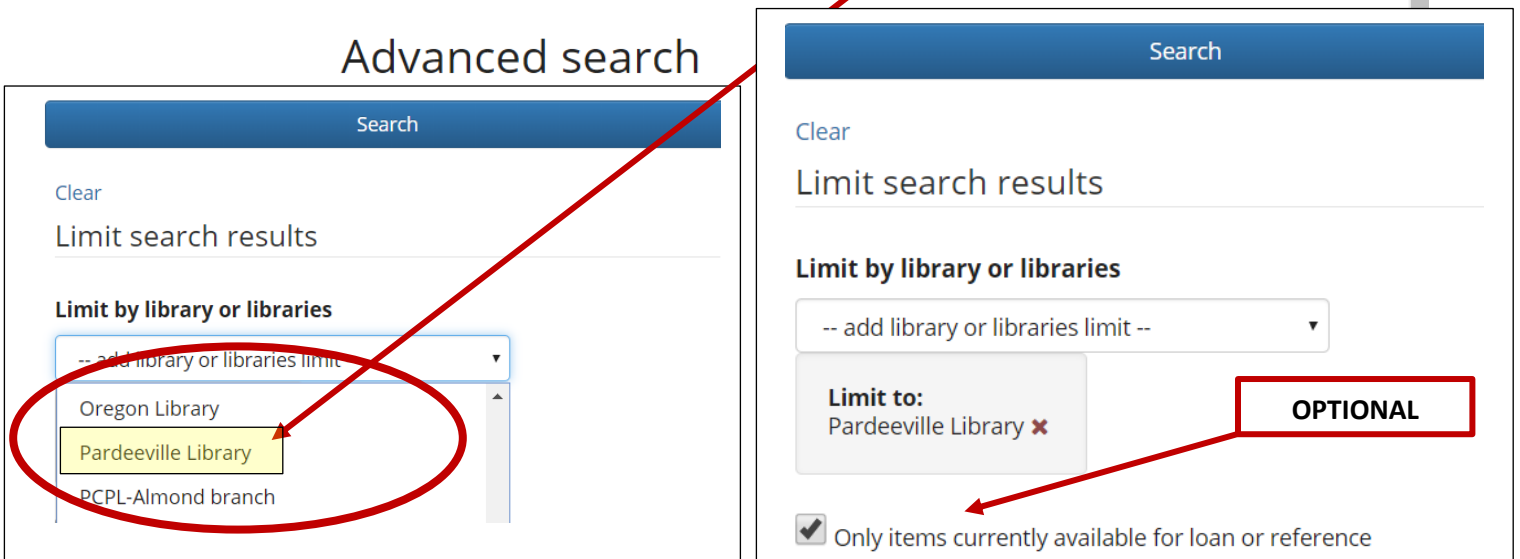 Advanced search
Search
Clear
Limit search results
Limit by library or libraries
-- add library or libraries limit --
Oregon Library
Pardeeville Library
PCPL-Almond branch
Search
Clear
Limit search results
Limit by library or libraries
-- add library or libraries limit --
Limit to:
Pardeeville Library ✖
OPTIONAL
Only items currently available for loan or reference